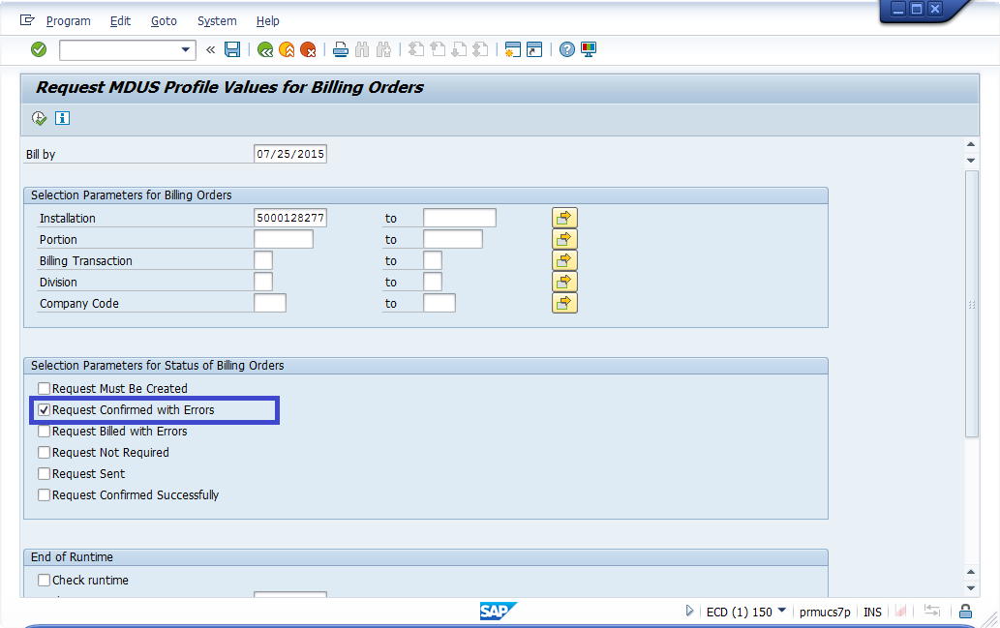 Program Edit Goto System Help
Request MDUS Profile Values for Billing Orders
Bill by 07/25/2015
Selection Parameters for Billing Orders
Installation 5000128277 to
Portion to
Billing Transaction to
Division to
Company Code to
Selection Parameters for Status of Billing Orders
Request Must Be Created
Request Confirmed with Errors
Request Billed with Errors
Request Not Required
Request Sent
Request Confirmed Successfully
End of Runtime
Check runtime
SAP ECD (1) 150 prmucs7p INS